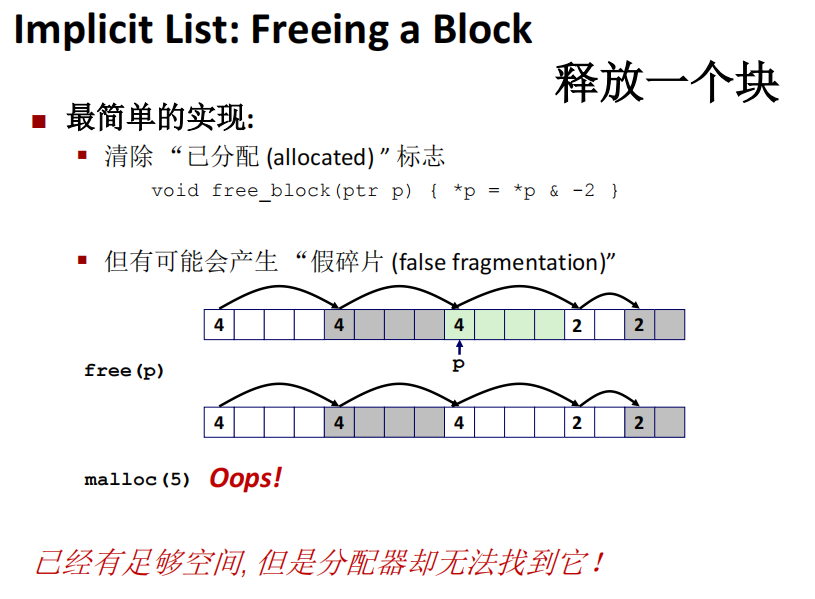 Implicit List: Freeing a Block
释放一个块
最简单的实现:
清除 “已分配 (allocated) ” 标志
void free_block(ptr p) { *p = *p & -2 }
但有可能会产生 “假碎片 (false fragmentation)”
4 4 4 2 2
p
free(p)
4 4 4 2 2
malloc(5) Oops!
已经有足够空间, 但是分配器却无法找到它！